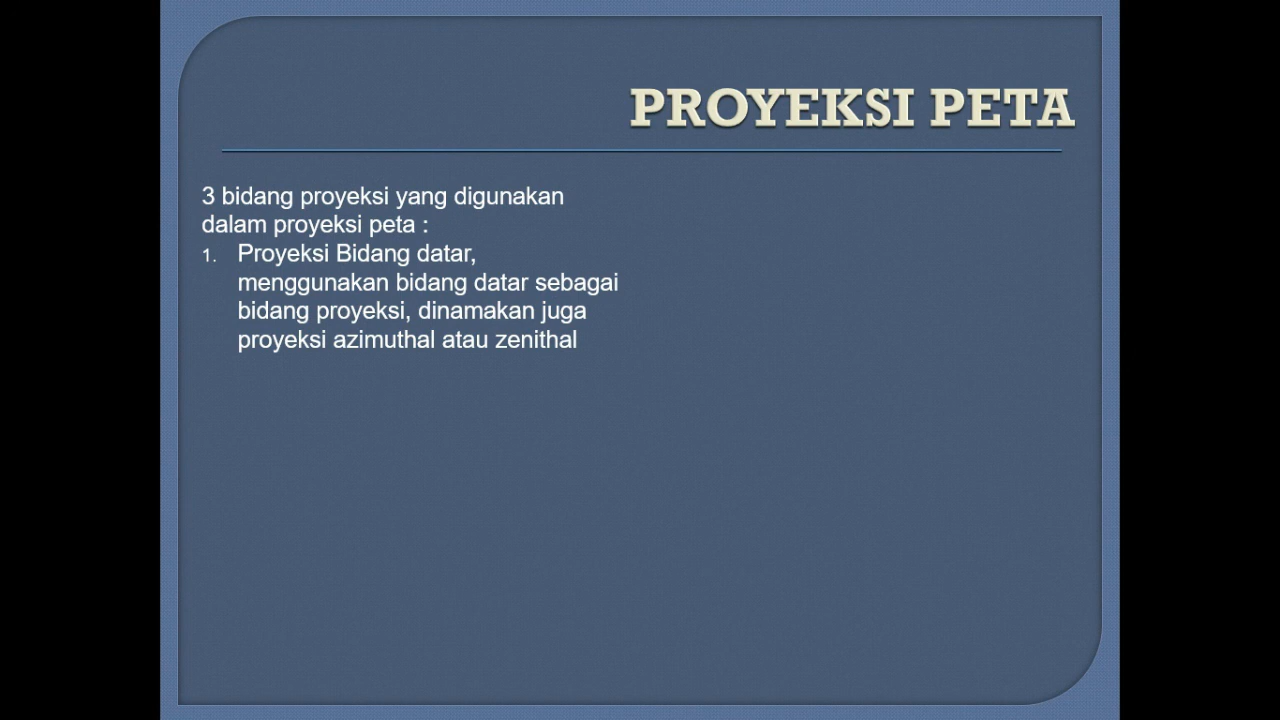 PROYEKSI PETA
3 bidang proyeksi yang digunakan
dalam proyeksi peta :
1. Proyeksi Bidang datar,
menggunakan bidang datar sebagai
bidang proyeksi, dinamakan juga
proyeksi azimuthal atau zenithal